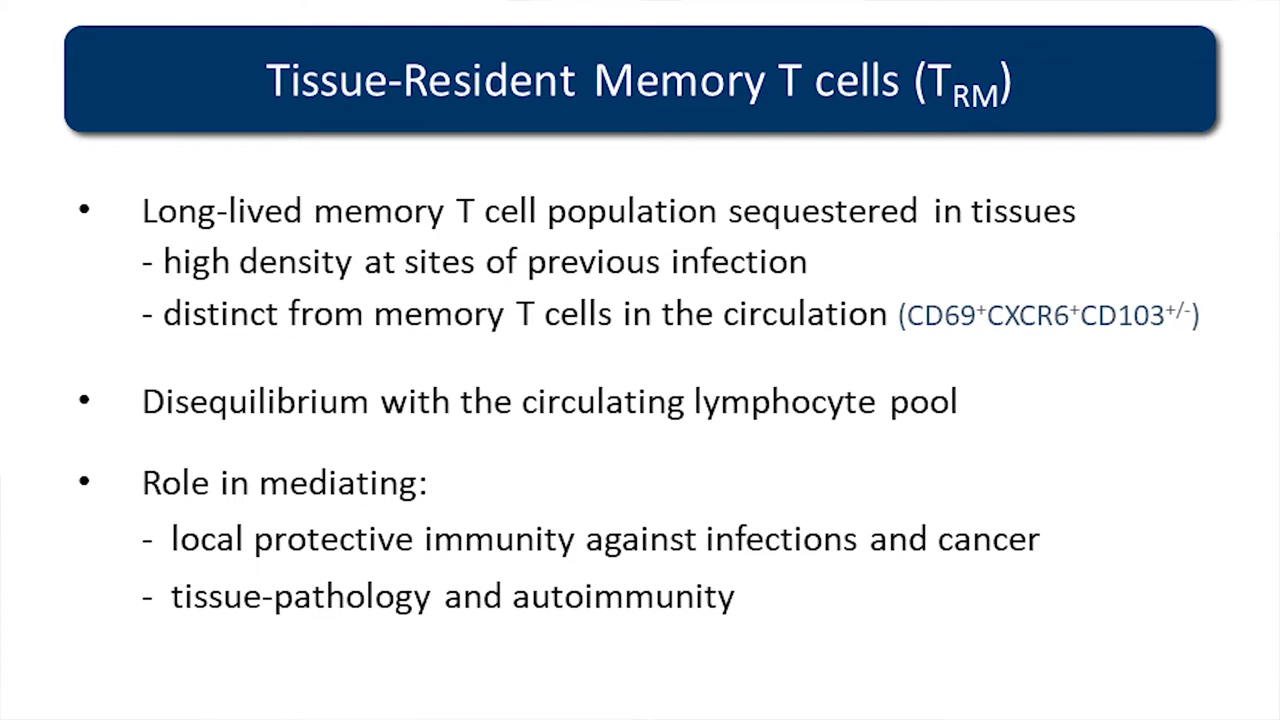 Tissue-Resident Memory T cells (TRM)
• Long-lived memory T cell population sequestered in tissues
- high density at sites of previous infection
- distinct from memory T cells in the circulation (CD69+CXCR6+CD103+/-)
• Disequilibrium with the circulating lymphocyte pool
• Role in mediating:
- local protective immunity against infections and cancer
- tissue-pathology and autoimmunity